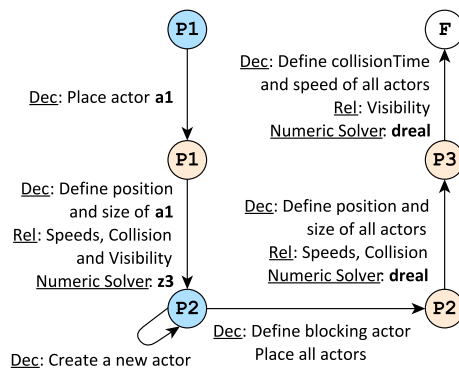 P1
Dec: Place actor a1
P1
Dec: Define position
and size of a1
Rel: Speeds, Collision
and Visibility
Numeric Solver: z3
P2
Dec: Create a new actor
Dec: Define blocking actor
Place all actors
P2
Dec: Define position and
size of all actors
Rel: Speeds, Collision
Numeric Solver: dreal
P3
Dec: Define collisionTime
and speed of all actors
Rel: Visibility
Numeric Solver: dreal
F